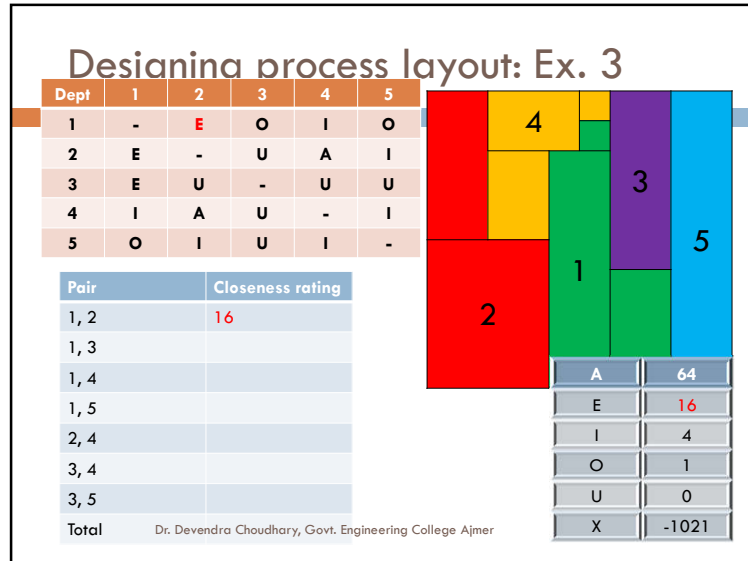 Designing process layout: Ex. 3
Dept 1 2 3 4 5
1 - E O I O
2 E - U A I
3 E U - U U
4 I A U - I
5 O I U I -
4
3
5
1
2
Pair Closeness rating
1, 2 16
1, 3
1, 4
1, 5
2, 4
3, 4
3, 5
Total
A 64
E 16
I 4
O 1
U 0
X -1021
Dr. Devendra Choudhary, Govt. Engineering College Ajmer